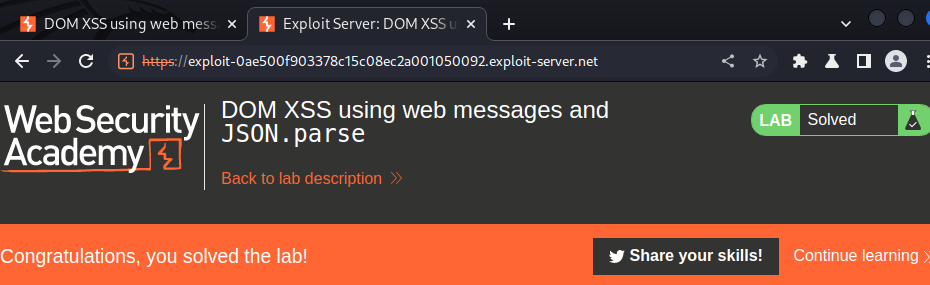 DOM XSS using web mess
Exploit Server: DOM XSS u
https://exploit-0ae500f903378c15c08ec2a001050092.exploit-server.net
Web Security
Academy
DOM XSS using web messages and
JSON.parse
Back to lab description
LAB Solved
Congratulations, you solved the lab!
Share your skills!
Continue learning